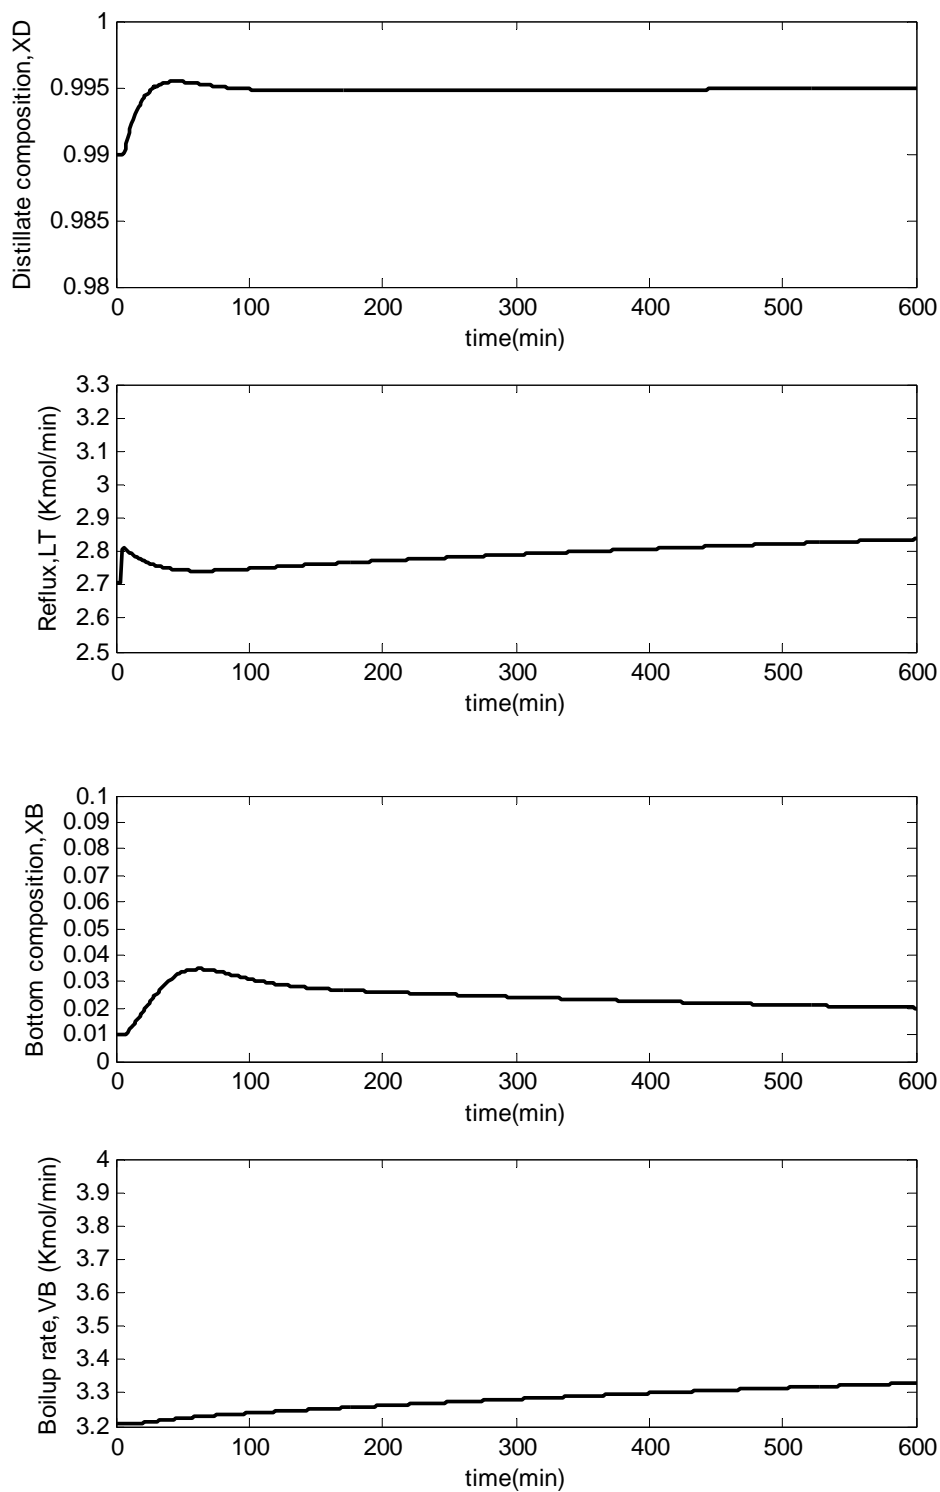 Distillate composition,XD
1
0.995
0.99
0.985
0.98
0 100 200 300 400 500 600
time(min)
Reflux,LT (Kmol/min)
3.3
3.2
3.1
3
2.9
2.8
2.7
2.6
2.5
0 100 200 300 400 500 600
time(min)
Bottom composition,XB
0.1
0.09
0.08
0.07
0.06
0.05
0.04
0.03
0.02
0.01
0
0 100 200 300 400 500 600
time(min)
Boilup rate,VB (Kmol/min)
4
3.9
3.8
3.7
3.6
3.5
3.4
3.3
3.2
0 100 200 300 400 500 600
time(min)